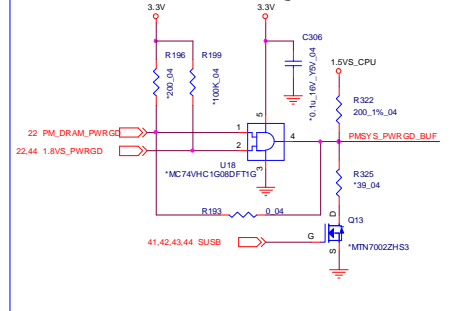 3.3V
3.3V
C306
*0.1u_16V_Y5V_04
1.5VS_CPU
R196
*200_04
R199
*100K_04
R322
200_1%_04
5
22 PM_DRAM_PWRGD
1
4
PMSYS_PWRGD_BUF
22,44 1.8VS_PWRGD
2
U18
3
*MC74VHC1G08DFT1G
R325
*39_04
R193
0_04
D
Q13
41,42,43,44 SUSB
G
S
*MTN7002ZHS3